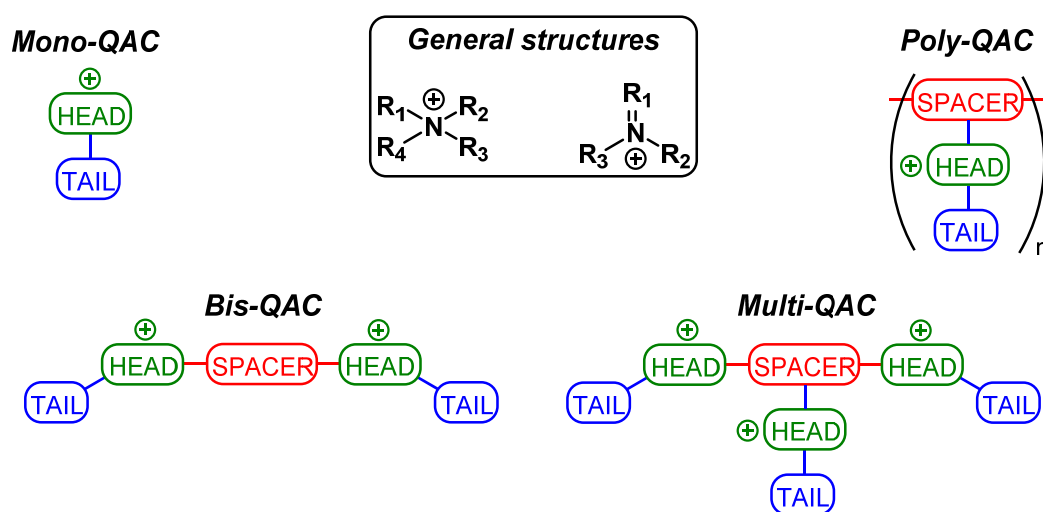 Mono-QAC
⊕
HEAD
TAIL
General structures
R1 ⊕ R2
N
R4 R3
R1
N
R3 ⊕ R2
Poly-QAC
SPACER
⊕ HEAD
TAIL
Bis-QAC
⊕ ⊕
HEAD SPACER HEAD
TAIL TAIL
Multi-QAC
⊕ ⊕
HEAD SPACER HEAD
TAIL TAIL
⊕ HEAD
TAIL